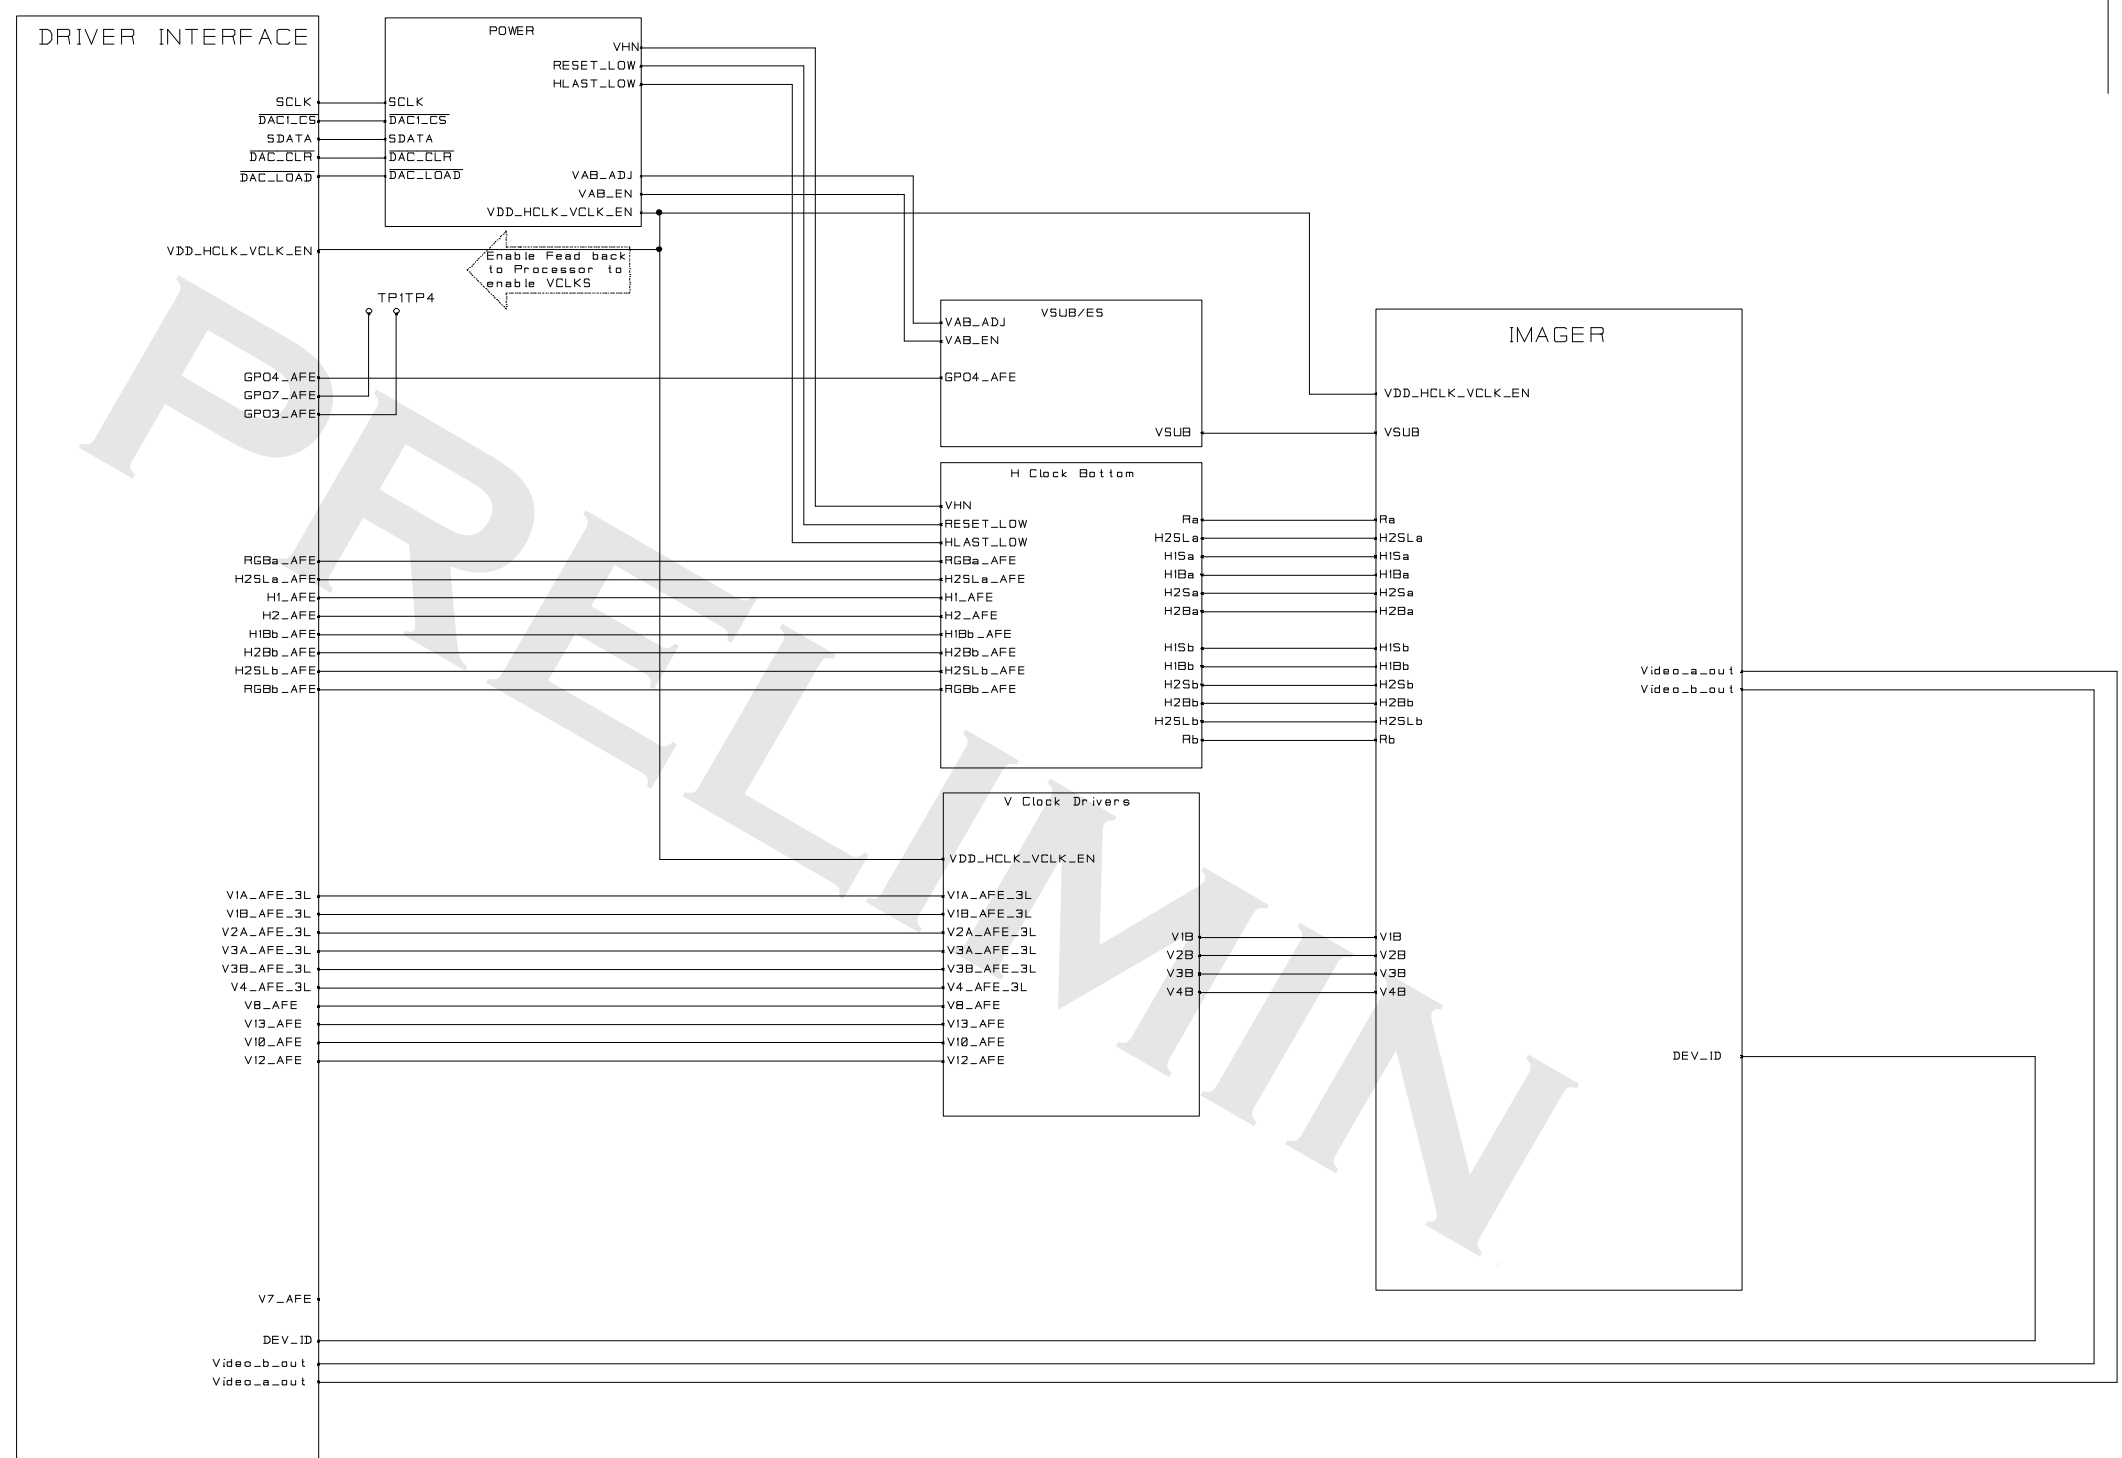 DRIVER INTERFACE
SCLK
DAC1_CS
SDATA
DAC_CLR
DAC_LOAD
VDD_HCLK_VCLK_EN
GPO4_AFE
GPO7_AFE
GPO3_AFE
RGBa_AFE
H2SLa_AFE
H1_AFE
H2_AFE
H1Bb_AFE
H2Bb_AFE
H2SLb_AFE
RGBb_AFE
V1A_AFE_3L
V1B_AFE_3L
V2A_AFE_3L
V3A_AFE_3L
V3B_AFE_3L
V4_AFE_3L
V8_AFE
V13_AFE
V10_AFE
V12_AFE
V7_AFE
DEV_ID
Video_b_out
Video_a_out
POWER
VHN
RESET_LOW
HLAST_LOW
SCLK
DAC1_CS
SDATA
DAC_CLR
DAC_LOAD
VAB_ADJ
VAB_EN
VDD_HCLK_VCLK_EN
Enable Fead back
to Processor to
enable VCLKS
TP1TP4
VSUB/ES
VAB_ADJ
VAB_EN
GPO4_AFE
VSUB
H Clock Bottom
VHN
RESET_LOW
HLAST_LOW
RGBa_AFE
H2SLa_AFE
H1_AFE
H2_AFE
H1Bb_AFE
H2Bb_AFE
H2SLb_AFE
RGBb_AFE
Ra
H2SLa
H1Sa
H1Ba
H2Sa
H2Ba
H1Sb
H1Bb
H2Sb
H2Bb
H2SLb
Rb
V Clock Drivers
VDD_HCLK_VCLK_EN
V1A_AFE_3L
V1B_AFE_3L
V2A_AFE_3L
V3A_AFE_3L
V3B_AFE_3L
V4_AFE_3L
V8_AFE
V13_AFE
V10_AFE
V12_AFE
V1B
V2B
V3B
V4B
IMAGER
VDD_HCLK_VCLK_EN
VSUB
Ra
H2SLa
H1Sa
H1Ba
H2Sa
H2Ba
H1Sb
H1Bb
H2Sb
H2Bb
H2SLb
Rb
V1B
V2B
V3B
V4B
Video_a_out
Video_b_out
DEV_ID
PRELIMIN